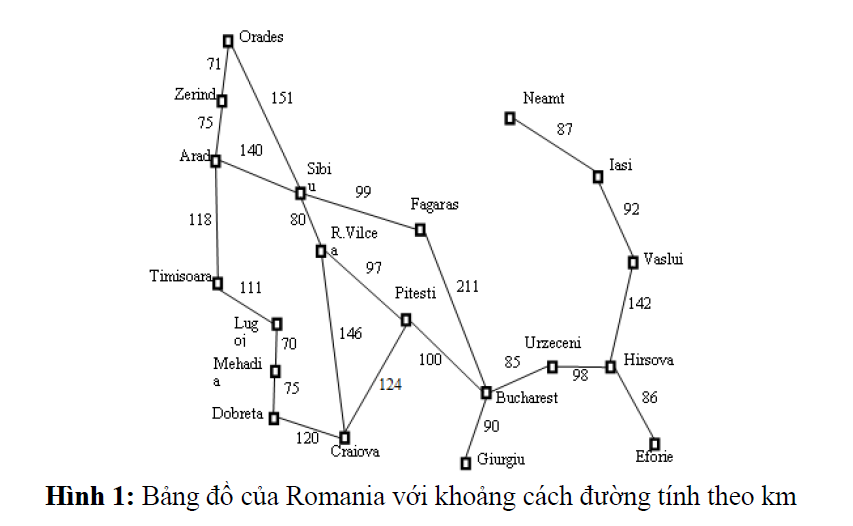 Orades
71
Zerind
151
Neamt
75
87
Arad
140
Sibi
u
Iasi
99
Fagaras
92
118
80
R.Vilce
a
97
Vaslui
Timisoara
111
Pitesti
211
142
Lug
oi
146
Urzeceni
70
Mehadi
a
100
85
98
Hirsova
75
124
Bucharest
86
Dobreta
120
90
Craiova
Giurgiu
Eforie
Hình 1: Bảng đồ của Romania với khoảng cách đường tính theo km